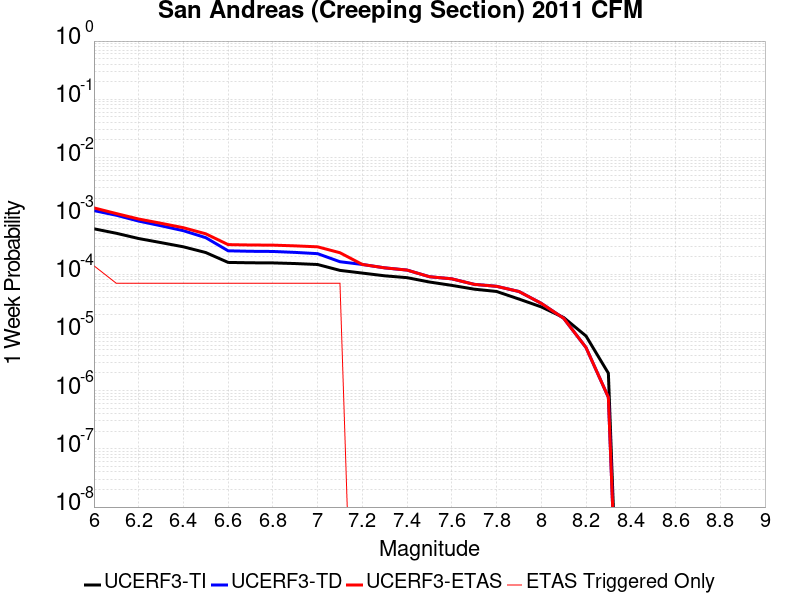 San Andreas (Creeping Section) 2011 CFM
10^0
10^-1
10^-2
10^-3
10^-4
10^-5
10^-6
10^-7
10^-8
1 Week Probability
6 6.2 6.4 6.6 6.8 7 7.2 7.4 7.6 7.8 8 8.2 8.4 8.6 8.8 9
Magnitude
UCERF3-TI UCERF3-TD UCERF3-ETAS ETAS Triggered Only